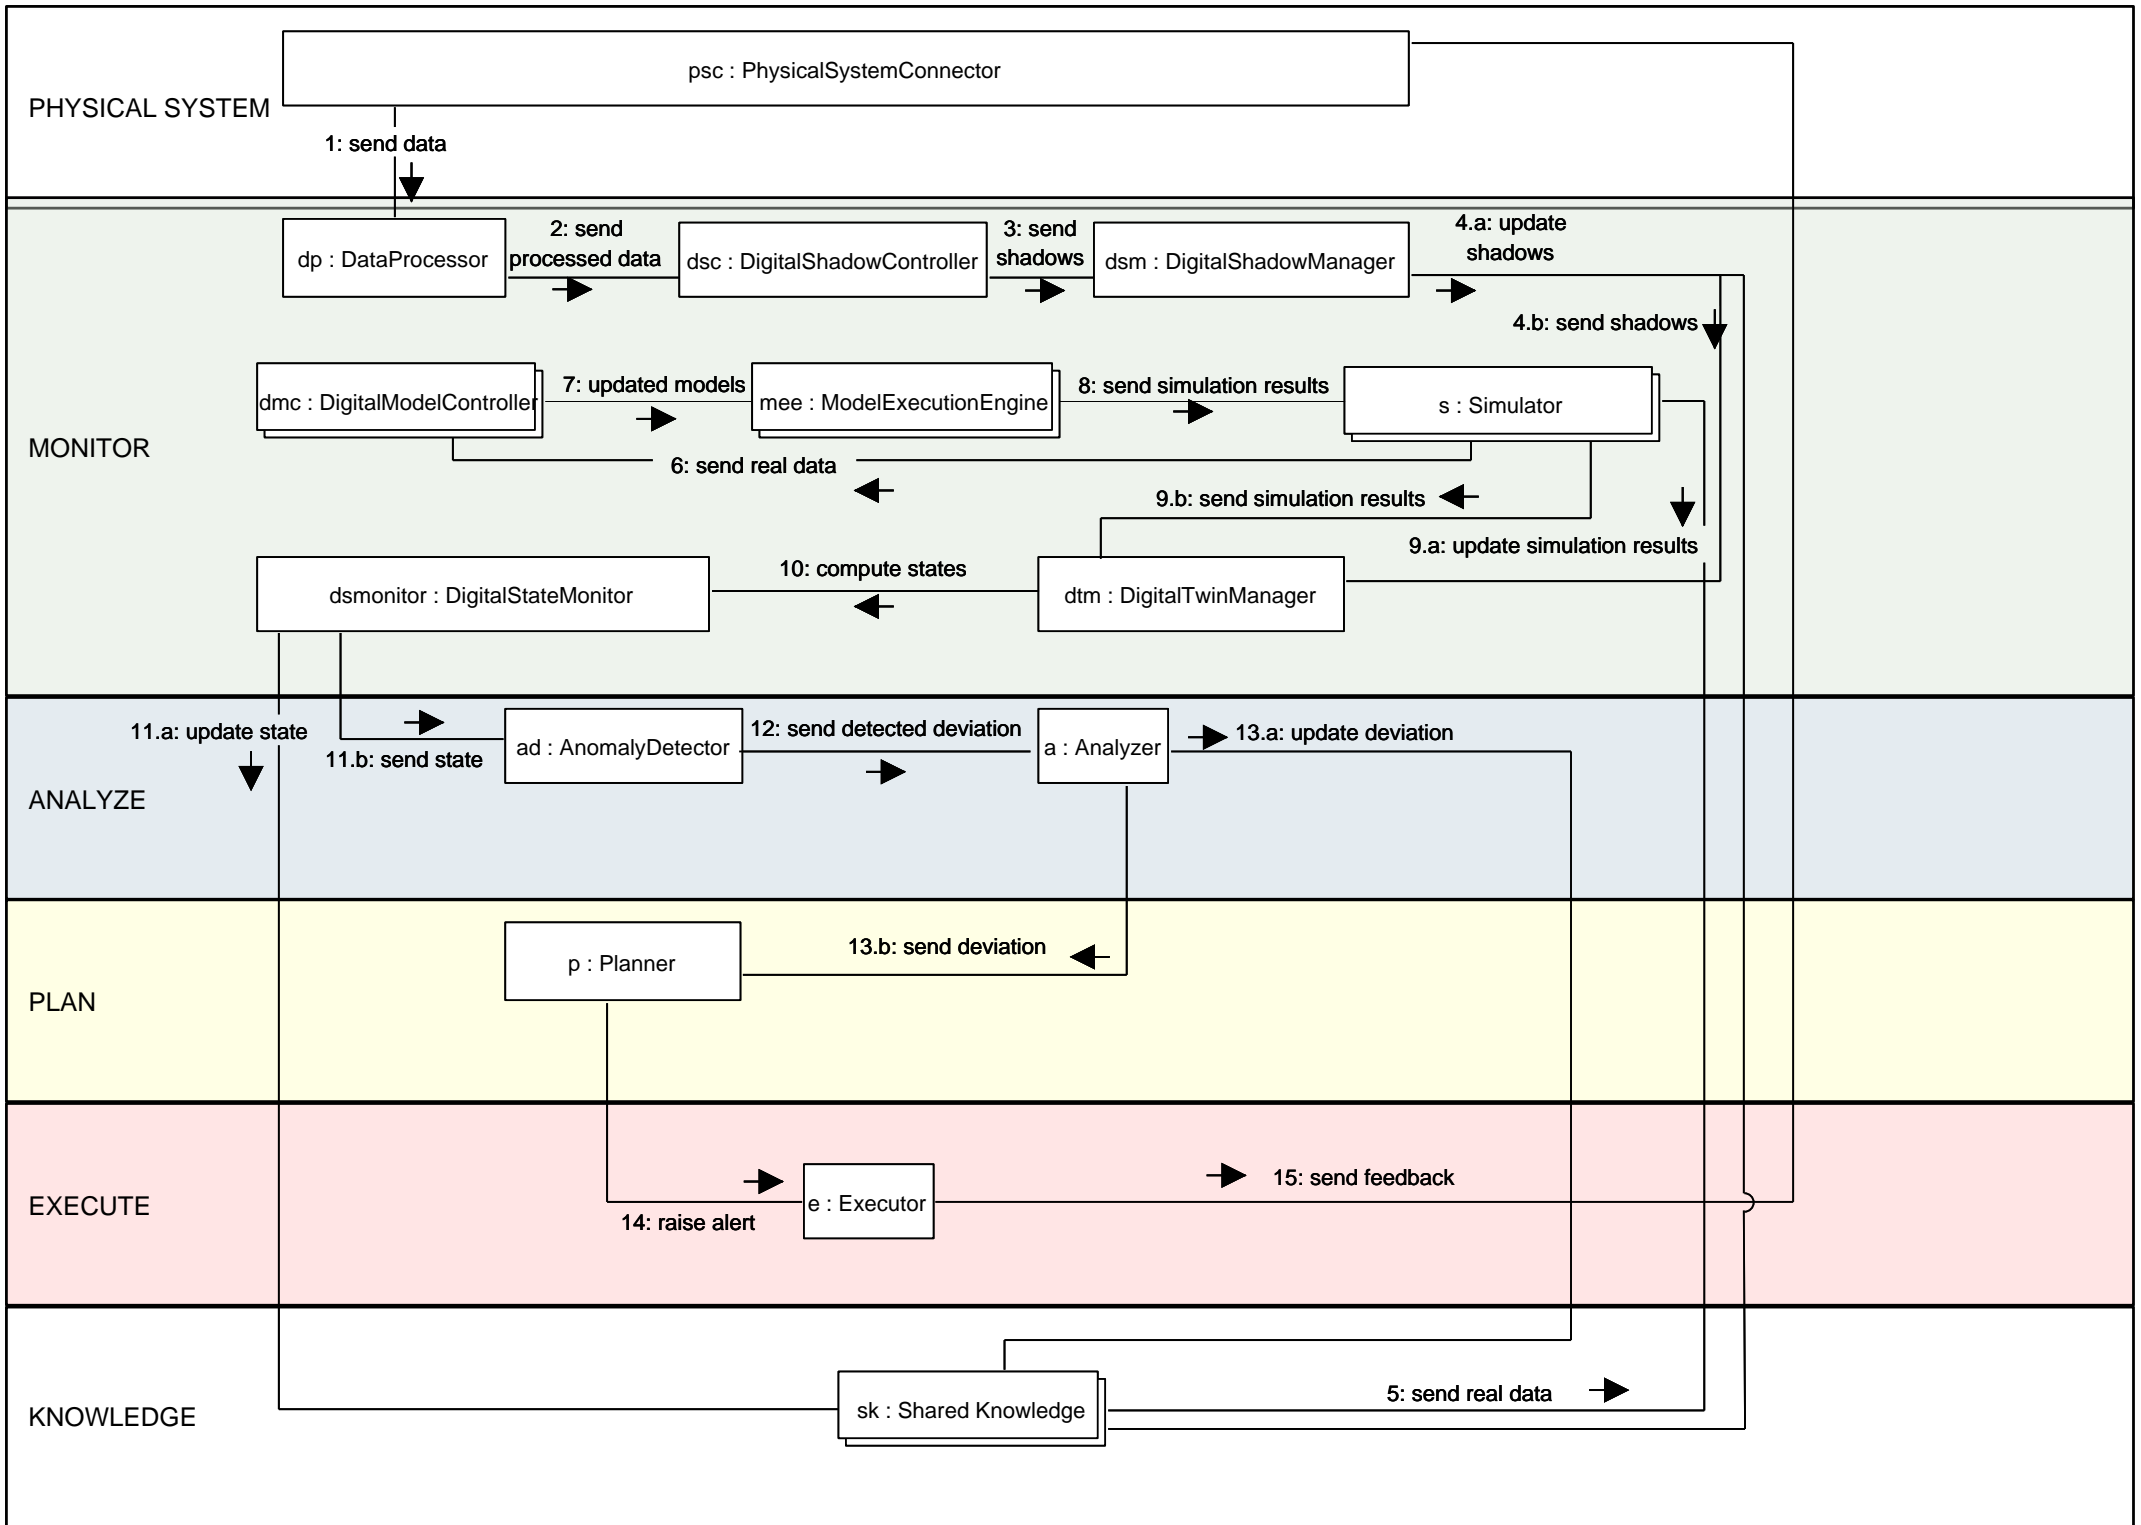 psc : PhysicalSystemConnector
PHYSICAL SYSTEM
1: send data
dp : DataProcessor
2: send
processed data
dsc : DigitalShadowController
3: send
shadows
dsm : DigitalShadowManager
4.a: update
shadows
4.b: send shadows
dmc : DigitalModelController
7: updated models
mee : ModelExecutionEngine
8: send simulation results
s : Simulator
MONITOR
6: send real data
9.b: send simulation results
9.a: update simulation results
dsmonitor : DigitalStateMonitor
10: compute states
dtm : DigitalTwinManager
11.a: update state
11.b: send state
ad : AnomalyDetector
12: send detected deviation
a : Analyzer
13.a: update deviation
ANALYZE
p : Planner
13.b: send deviation
PLAN
EXECUTE
14: raise alert
e : Executor
15: send feedback
KNOWLEDGE
sk : Shared Knowledge
5: send real data